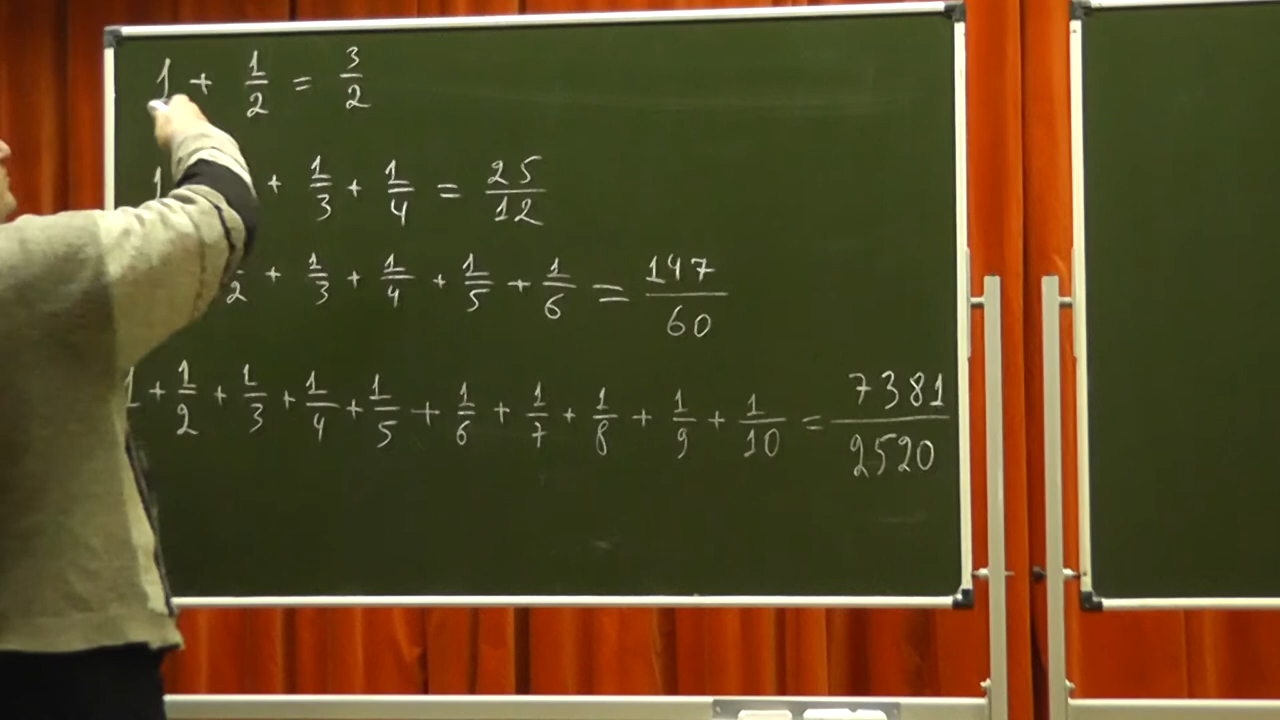 1 + 1/2 = 3/2
1 + 1/3 + 1/4 = 25/12
2 + 1/3 + 1/4 + 1/5 + 1/6 = 147/60
1 + 1/2 + 1/3 + 1/4 + 1/5 + 1/6 + 1/7 + 1/8 + 1/9 + 1/10 = 7381/2520